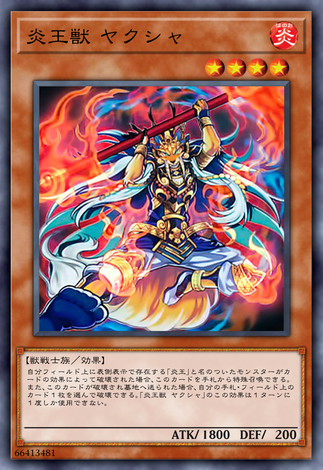 炎王獣 ヤクシャ
ほのお
炎
【獣戦士族／効果】
自分フィールド上に表側表示で存在する「炎王」と名のついたモンスターがカ
ードの効果によって破壊された場合、このカードを手札から特殊召喚できる。
また、このカードが破壊され墓地へ送られた場合、自分の手札・フィールド上の
カード１枚を選んで破壊できる。「炎王獣 ヤクシャ」のこの効果は１ターンに
１度しか使用できない。
ATK/1800 DEF/ 200
66413481